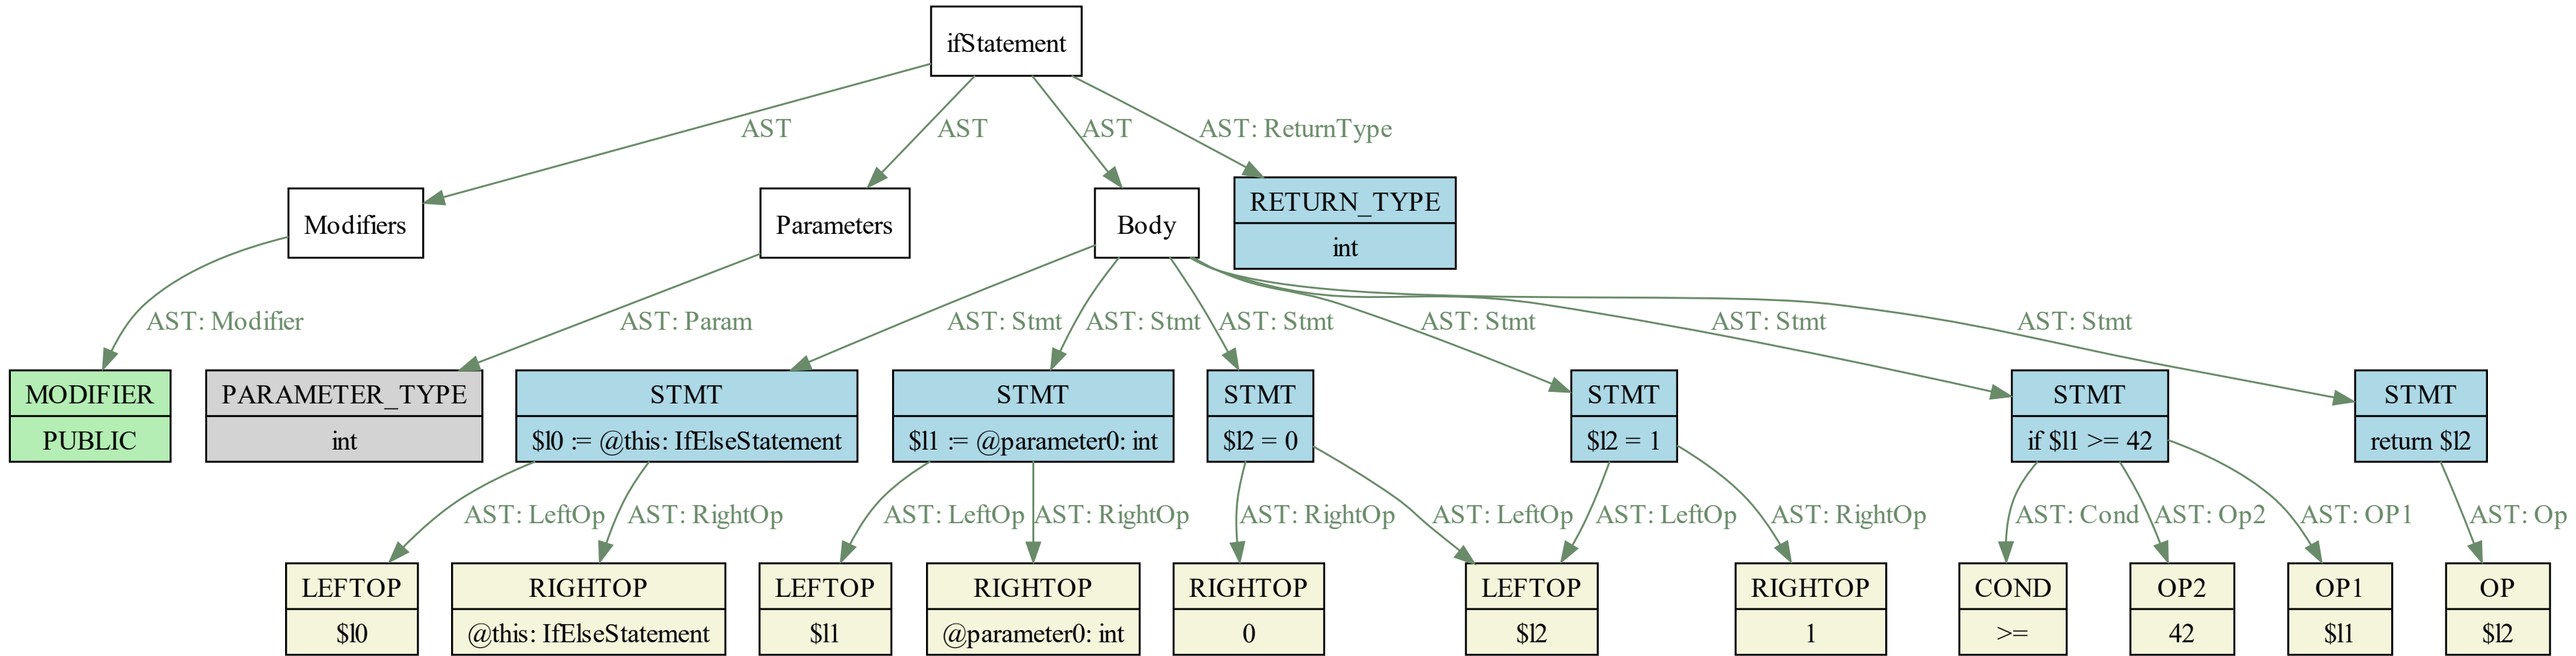 ifStatement
AST
AST
AST
AST: ReturnType
Modifiers
Parameters
Body
RETURN_TYPE
int
AST: Modifier
AST: Param
AST: Stmt
AST: Stmt
AST: Stmt
AST: Stmt
AST: Stmt
AST: Stmt
MODIFIER
PUBLIC
PARAMETER_TYPE
int
STMT
$l0 := @this: IfElseStatement
STMT
$l1 := @parameter0: int
STMT
$l2 = 0
STMT
$l2 = 1
STMT
if $l1 >= 42
STMT
return $l2
AST: LeftOp
AST: RightOp
AST: LeftOp
AST: RightOp
AST: RightOp
AST: LeftOp
AST: LeftOp
AST: RightOp
AST: Cond
AST: Op2
AST: OP1
AST: Op
LEFTOP
$l0
RIGHTOP
@this: IfElseStatement
LEFTOP
$l1
RIGHTOP
@parameter0: int
RIGHTOP
0
LEFTOP
$l2
RIGHTOP
1
COND
>=
OP2
42
OP1
$l1
OP
$l2